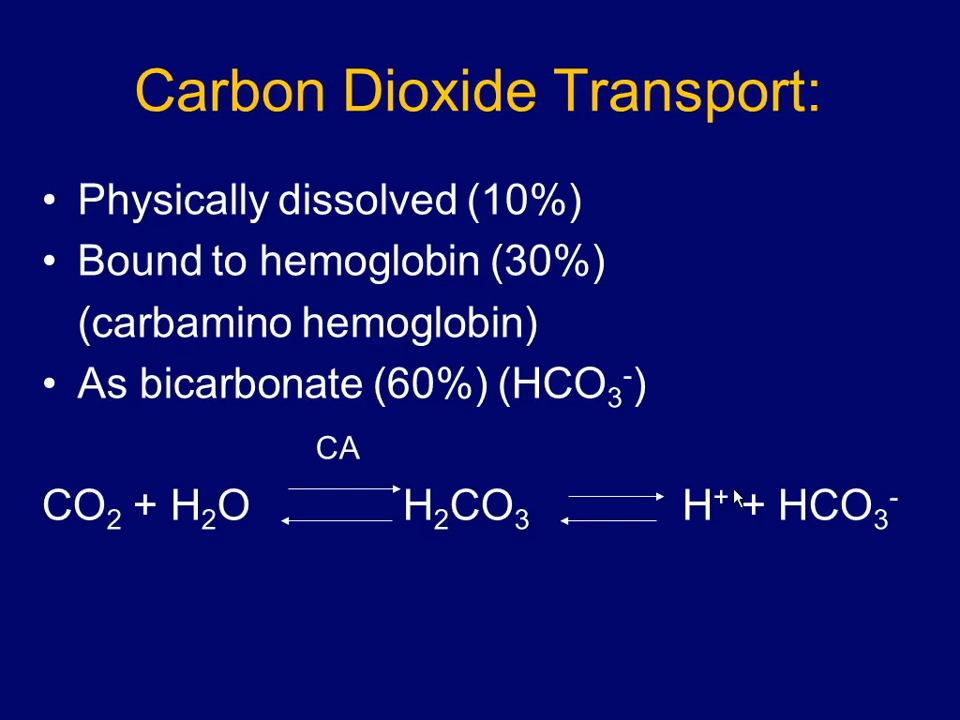 Carbon Dioxide Transport:
• Physically dissolved (10%)
• Bound to hemoglobin (30%)
(carbamino hemoglobin)
• As bicarbonate (60%) (HCO₃⁻)
CA
CO₂ + H₂O ⇄ H₂CO₃ ⇄ H⁺ + HCO₃⁻